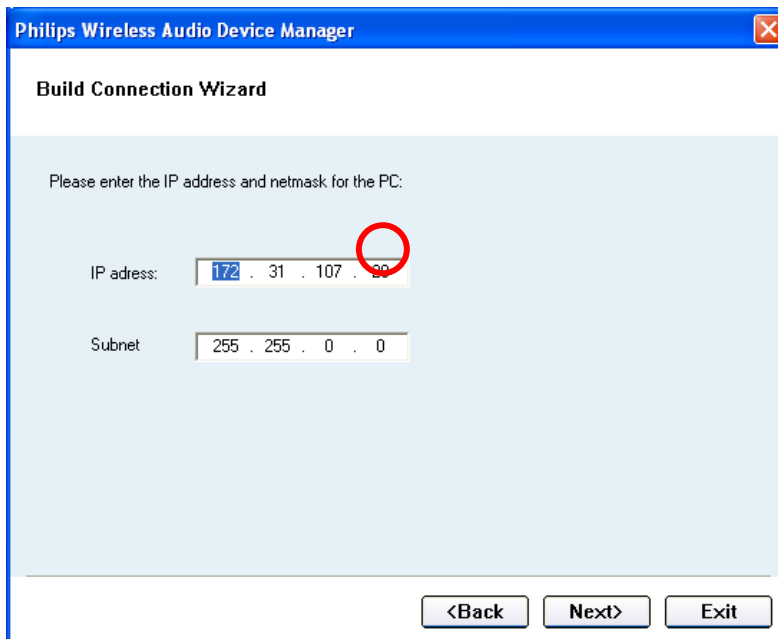 Philips Wireless Audio Device Manager
Build Connection Wizard
Please enter the IP address and netmask for the PC:
IP adress: 172 . 31 . 107 . 20
Subnet 255 . 255 . 0 . 0
<Back Next> Exit